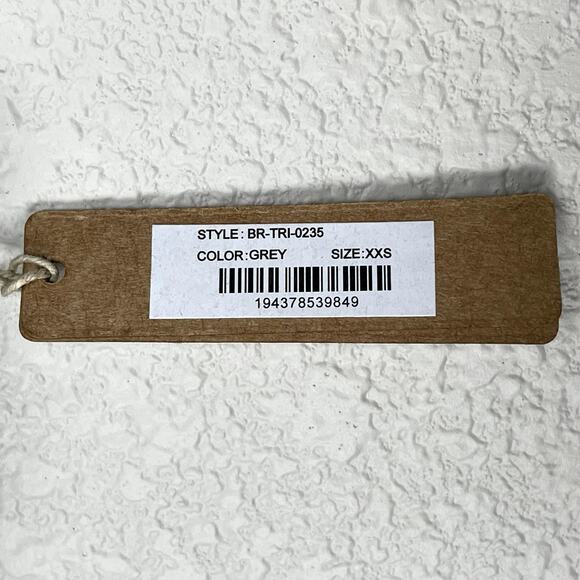 STYLE: BR-TRI-0235
COLOR:GREY SIZE:XXS
194378539849